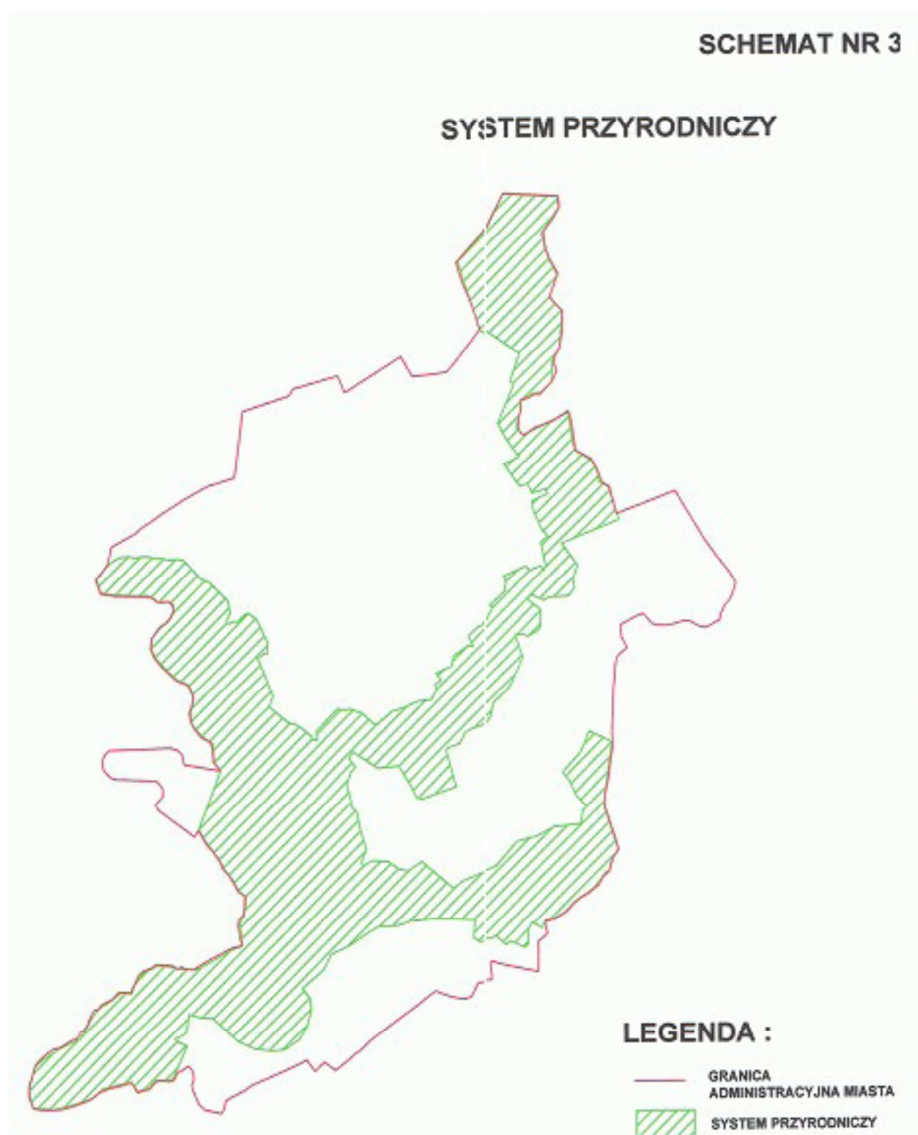 SCHEMAT NR 3
SYSTEM PRZYRODNICZY
LEGENDA :
GRANICA
ADMINISTRACYJNA MIASTA
SYSTEM PRZYRODNICZY